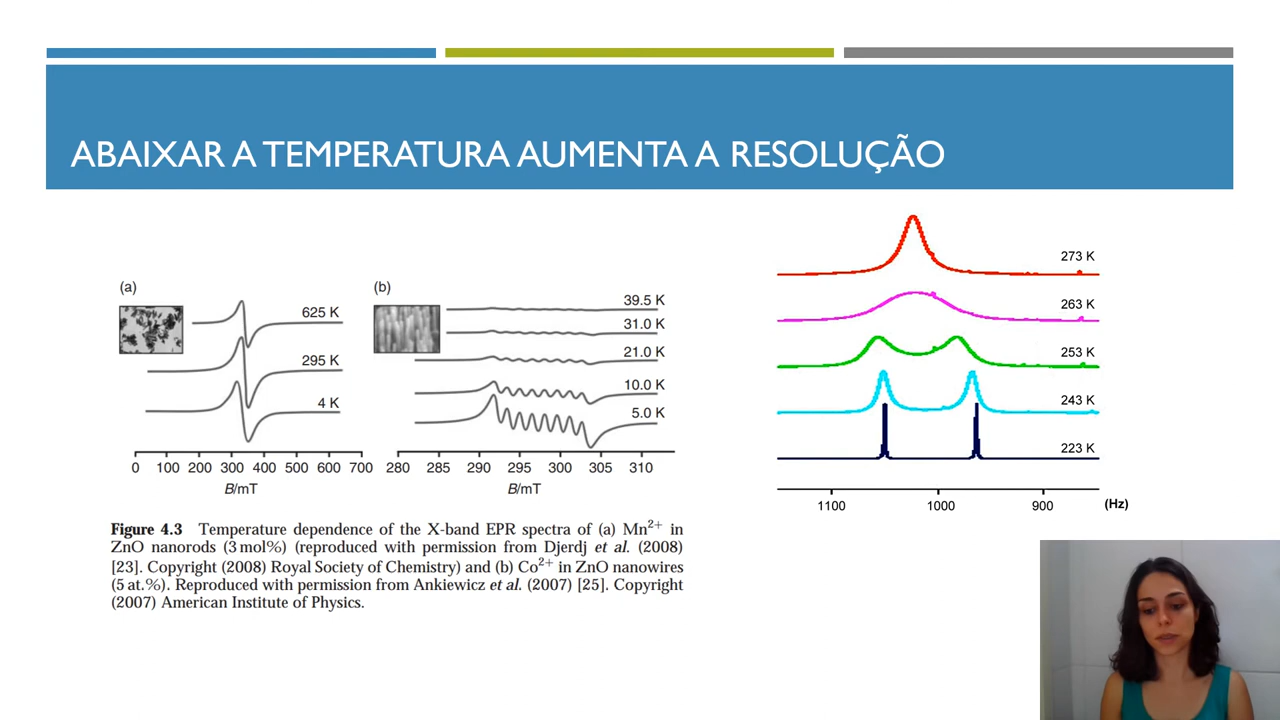 ABAIXAR A TEMPERATURA AUMENTA A RESOLUÇÃO
(a)
625 K
295 K
4 K
0 100 200 300 400 500 600 700
B/mT
(b)
39.5 K
31.0 K
21.0 K
10.0 K
5.0 K
280 285 290 295 300 305 310
B/mT
Figure 4.3 Temperature dependence of the X-band EPR spectra of (a) Mn²⁺ in
ZnO nanorods (3 mol%) (reproduced with permission from Djerdj et al. (2008)
[23]. Copyright (2008) Royal Society of Chemistry) and (b) Co²⁺ in ZnO nanowires
(5 at.%). Reproduced with permission from Ankiewicz et al. (2007) [25]. Copyright
(2007) American Institute of Physics.
273 K
263 K
253 K
243 K
223 K
1100 1000 900 (Hz)